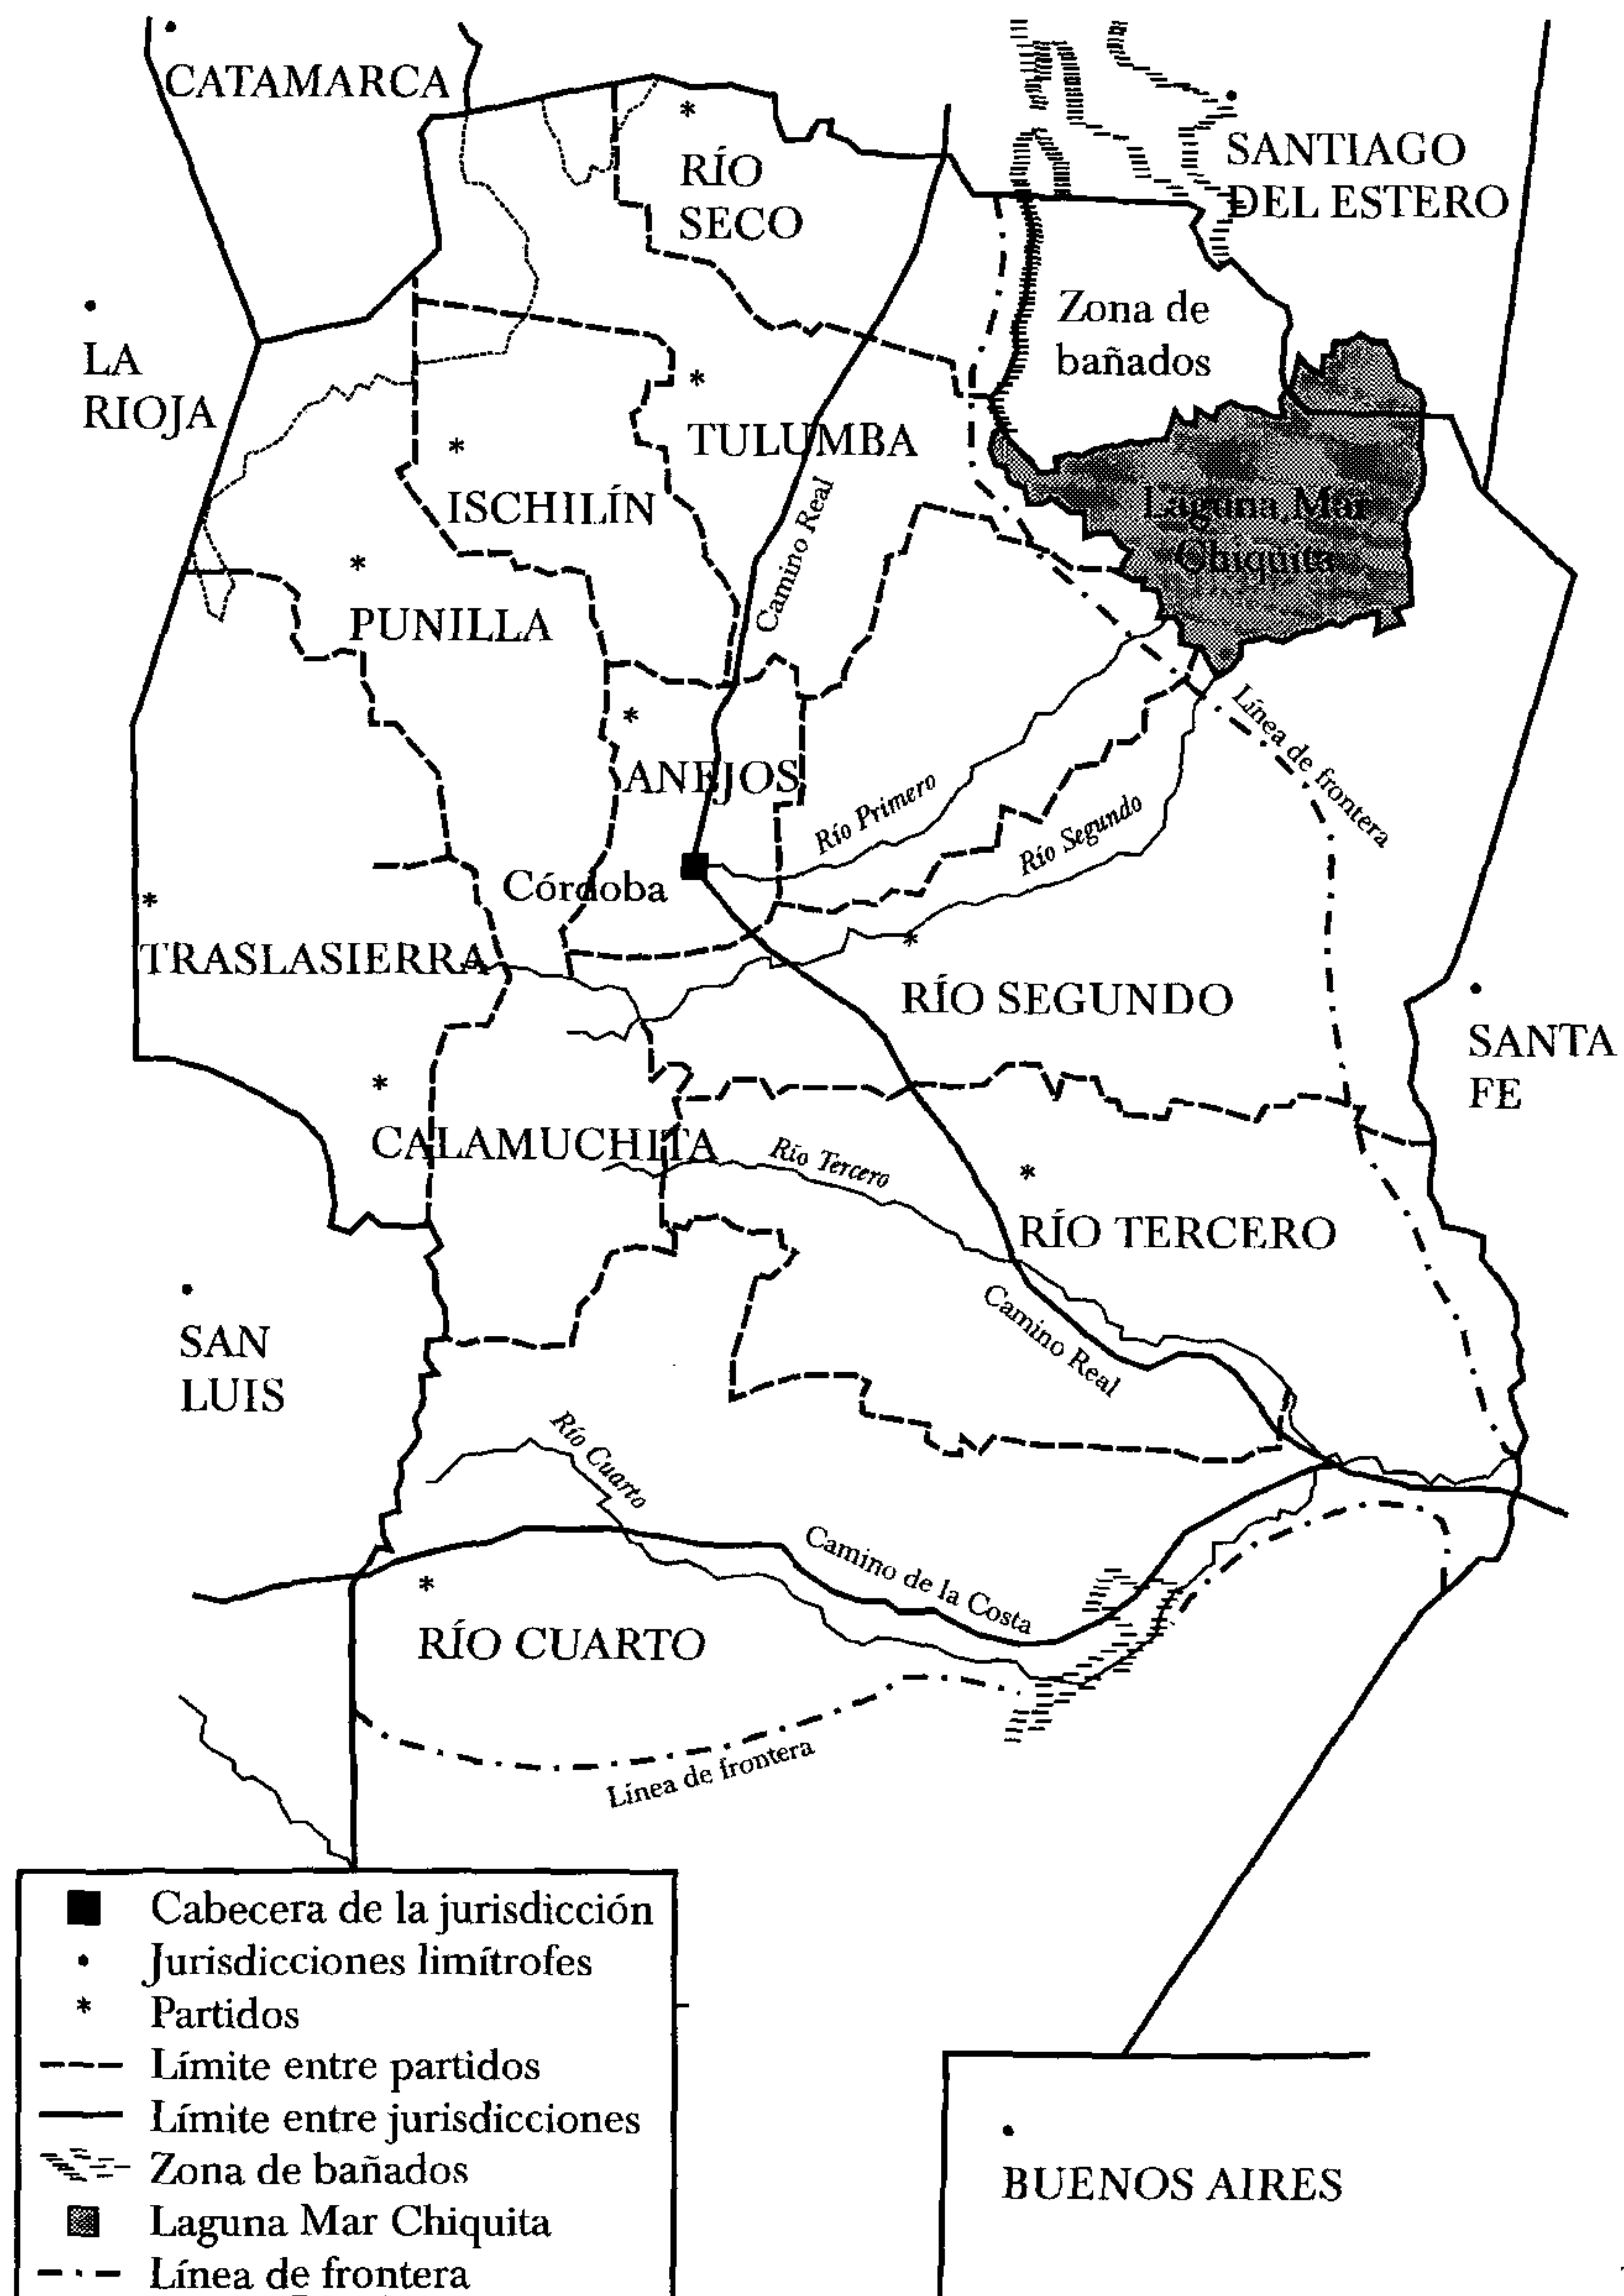 CATAMARCA
SANTIAGO
DEL ESTERO
RÍO
SECO
Zona de
bañados
LA
RIOJA
TULUMBA
ISCHILÍN
Camino Real
Laguna Mar
Chiquita
PUNILLA
Línea de frontera
ANEJOS
Río Primero
Río Segundo
Córdoba
TRASLASIERRA
RÍO SEGUNDO
SANTA
FE
CALAMUCHITA
Río Tercero
RÍO TERCERO
SAN
LUIS
Camino Real
Río Cuarto
Camino de la Costa
RÍO CUARTO
Línea de frontera
Cabecera de la jurisdicción
Jurisdicciones limítrofes
Partidos
Límite entre partidos
Límite entre jurisdicciones
Zona de bañados
Laguna Mar Chiquita
Línea de frontera
BUENOS AIRES